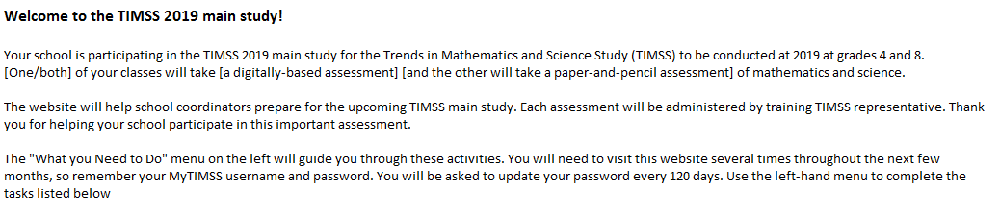 Welcome to the TIMSS 2019 main study!
Your school is participating in the TIMSS 2019 main study for the Trends in Mathematics and Science Study (TIMSS) to be conducted at 2019 at grades 4 and 8.
[One/both] of your classes will take [a digitally-based assessment] [and the other will take a paper-and-pencil assessment] of mathematics and science.
The website will help school coordinators prepare for the upcoming TIMSS main study. Each assessment will be administered by training TIMSS representative. Thank
you for helping your school participate in this important assessment.
The "What you Need to Do" menu on the left will guide you through these activities. You will need to visit this website several times throughout the next few
months, so remember your MyTIMSS username and password. You will be asked to update your password every 120 days. Use the left-hand menu to complete the
tasks listed below